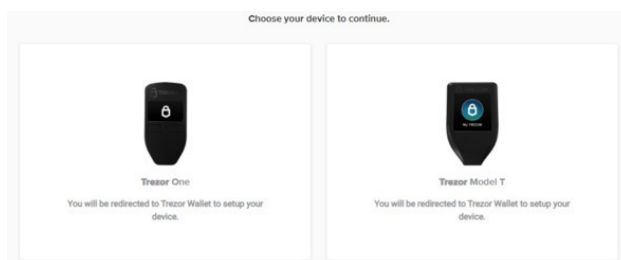 Choose your device to continue.
Trezor One
You will be redirected to Trezor Wallet to setup your
device.
Trezor Model T
You will be redirected to Trezor Wallet to setup your
device.